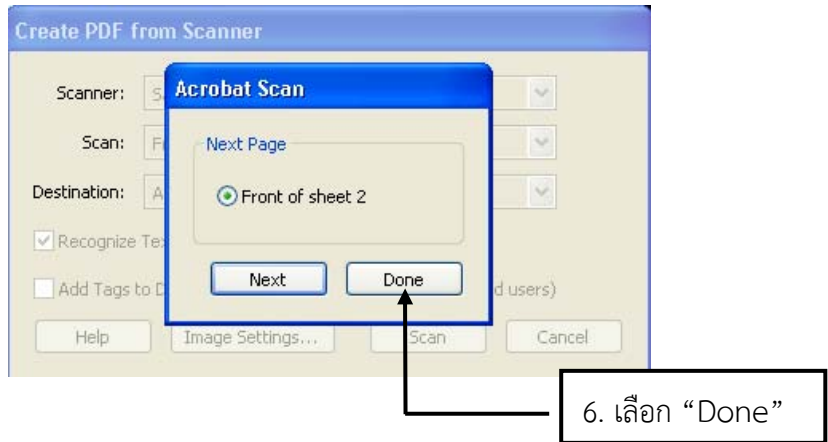 Create PDF from Scanner
Acrobat Scan
Scanner:
Scan:
Next Page
Front of sheet 2
Destination:
Recognize
Add Tags to
d users)
Next
Done
Help
Image Settings...
Scan
Cancel
6. เลือก “Done”